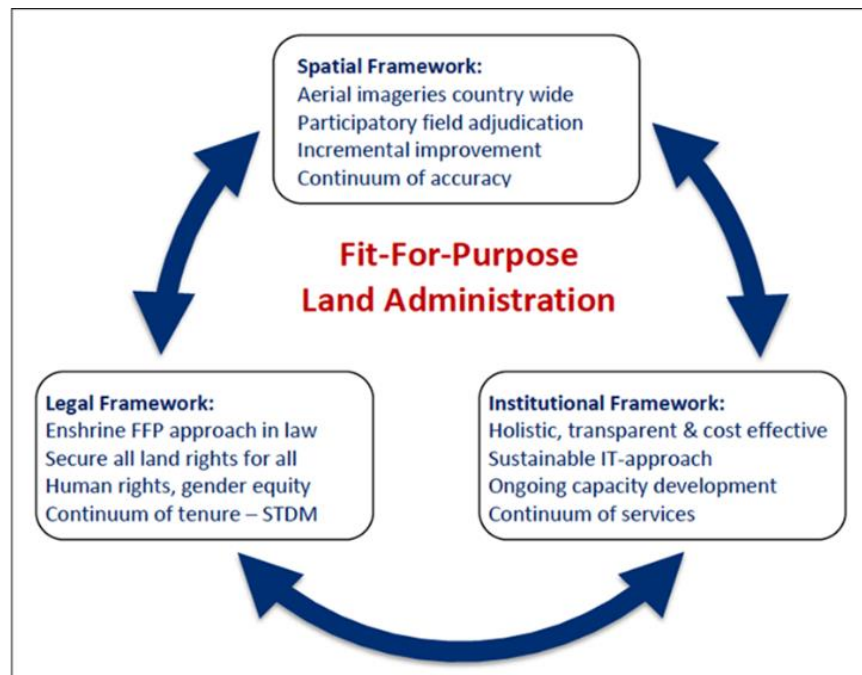 Spatial Framework:
Aerial imageries country wide
Participatory field adjudication
Incremental improvement
Continuum of accuracy
Fit-For-Purpose
Land Administration
Legal Framework:
Enshrine FFP approach in law
Secure all land rights for all
Human rights, gender equity
Continuum of tenure – STDM
Institutional Framework:
Holistic, transparent & cost effective
Sustainable IT-approach
Ongoing capacity development
Continuum of services